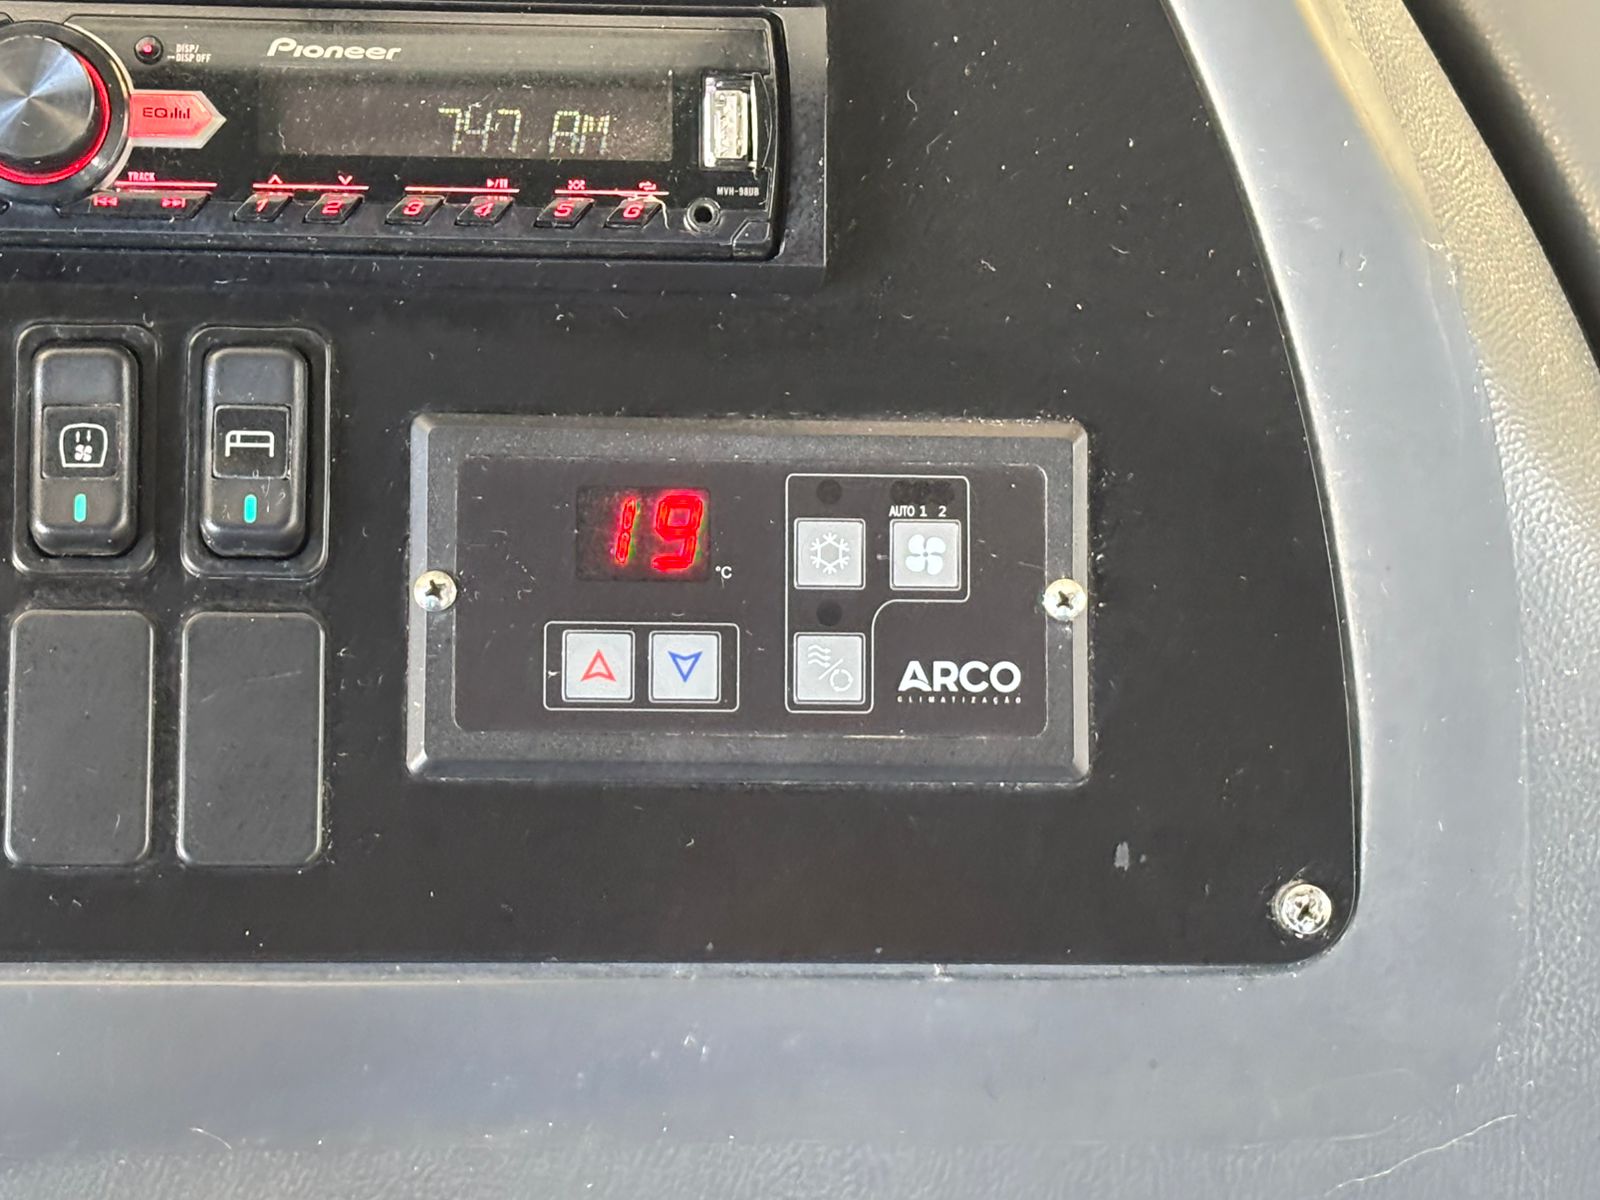 DISP/
DISP OFF
Pioneer
EQ
7:47 AM
TRACK
1 2 3 4 5 6
MVH-98UB
19
°C
AUTO 1 2
ARCO
CLIMATIZAÇÃO